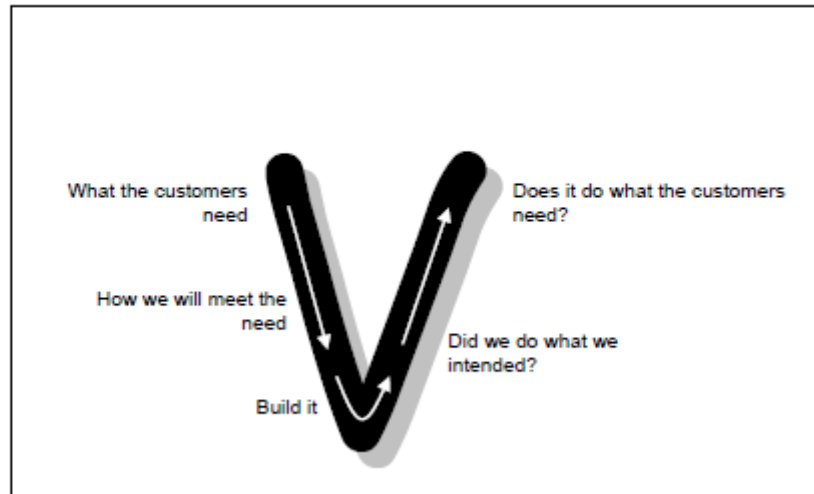 What the customers
need
How we will meet the
need
Build it
Did we do what we
intended?
Does it do what the customers
need?